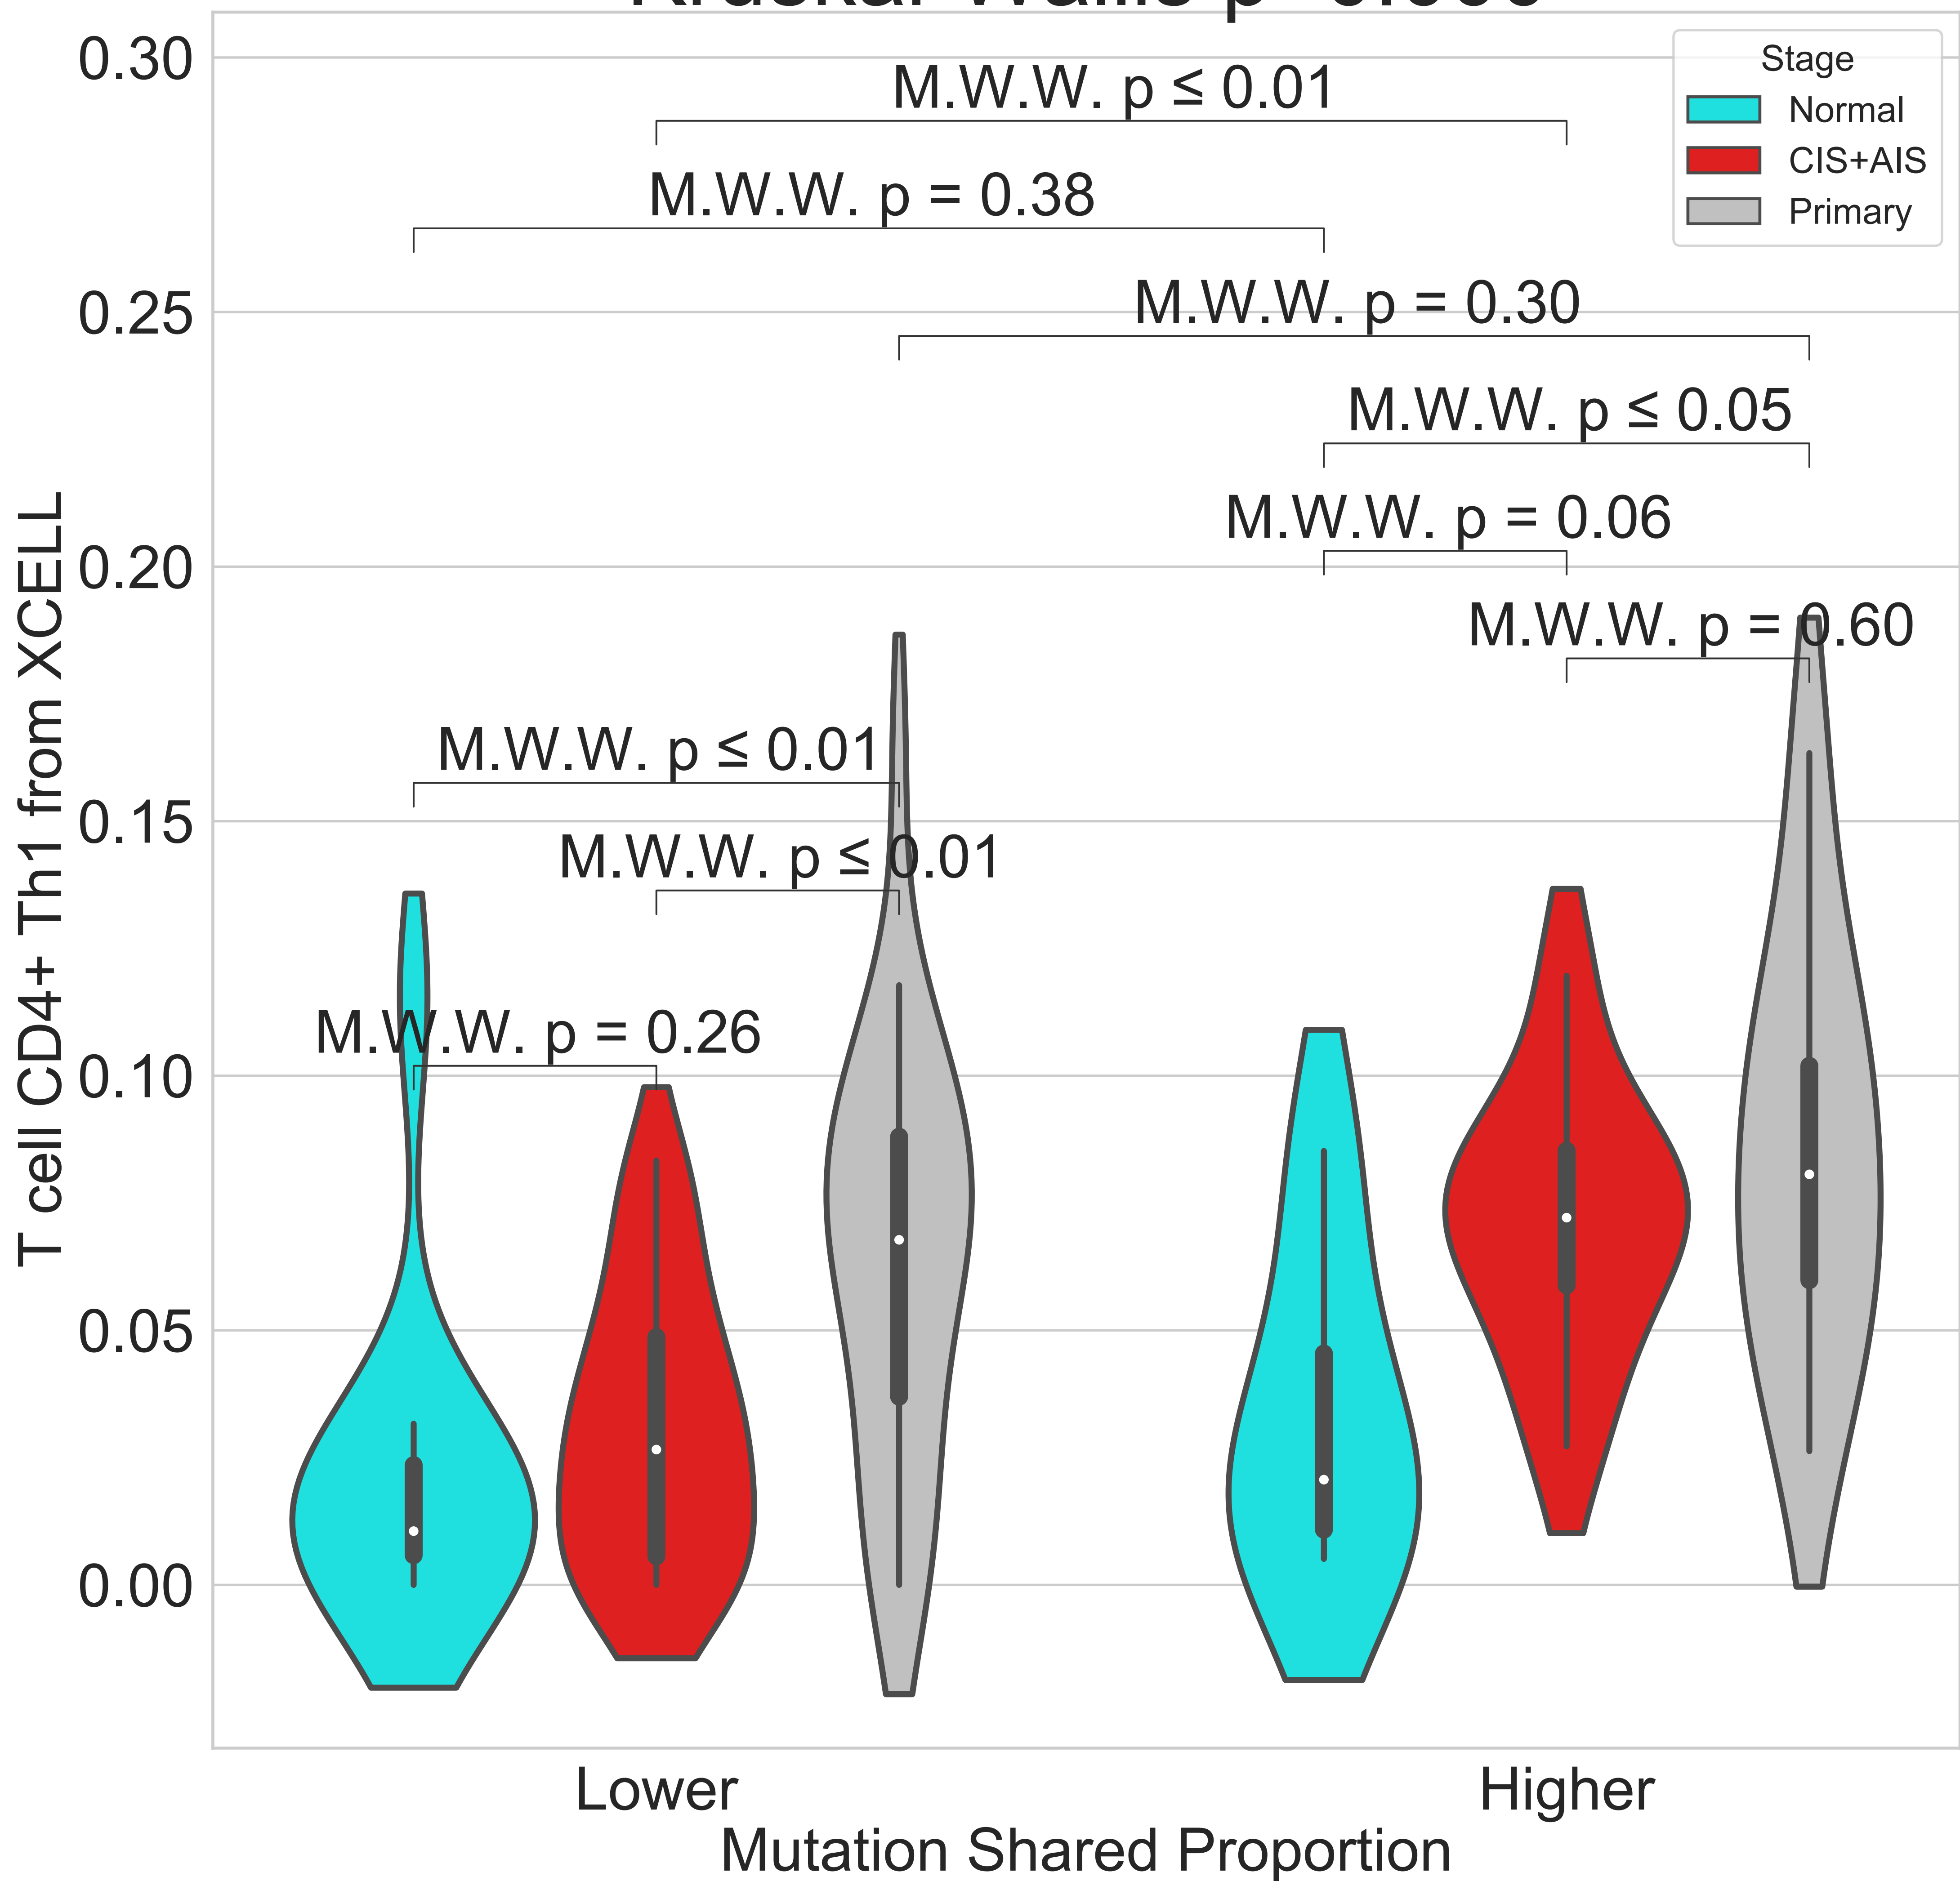 0.30
M.W.W. p ≤ 0.01
Stage
Normal
CIS+AIS
Primary
M.W.W. p = 0.38
0.25
M.W.W. p = 0.30
M.W.W. p ≤ 0.05
M.W.W. p = 0.06
0.20
M.W.W. p = 0.60
M.W.W. p ≤ 0.01
0.15
M.W.W. p ≤ 0.01
M.W.W. p = 0.26
0.10
0.05
0.00
T cell CD4+ Th1 from XCELL
Lower
Higher
Mutation Shared Proportion